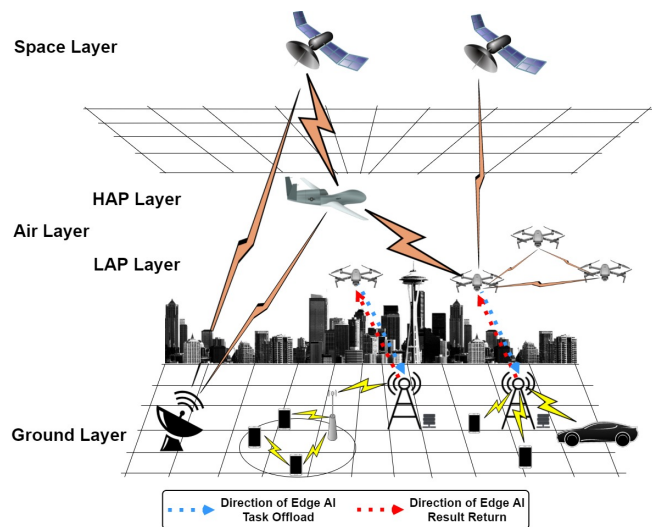 Space Layer
HAP Layer
Air Layer
LAP Layer
Ground Layer
Direction of Edge AI
Task Offload
Direction of Edge AI
Result Return